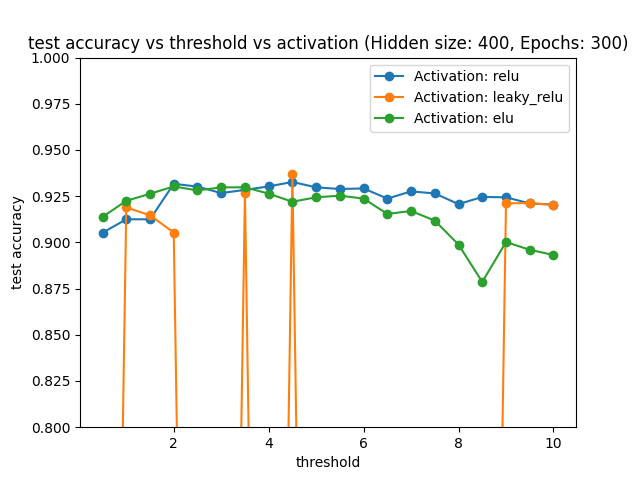 test accuracy vs threshold vs activation (Hidden size: 400, Epochs: 300)
1.000
0.975
0.950
0.925
0.900
0.875
0.850
0.825
0.800
test accuracy
Activation: relu
Activation: leaky_relu
Activation: elu
2
4
6
8
10
threshold